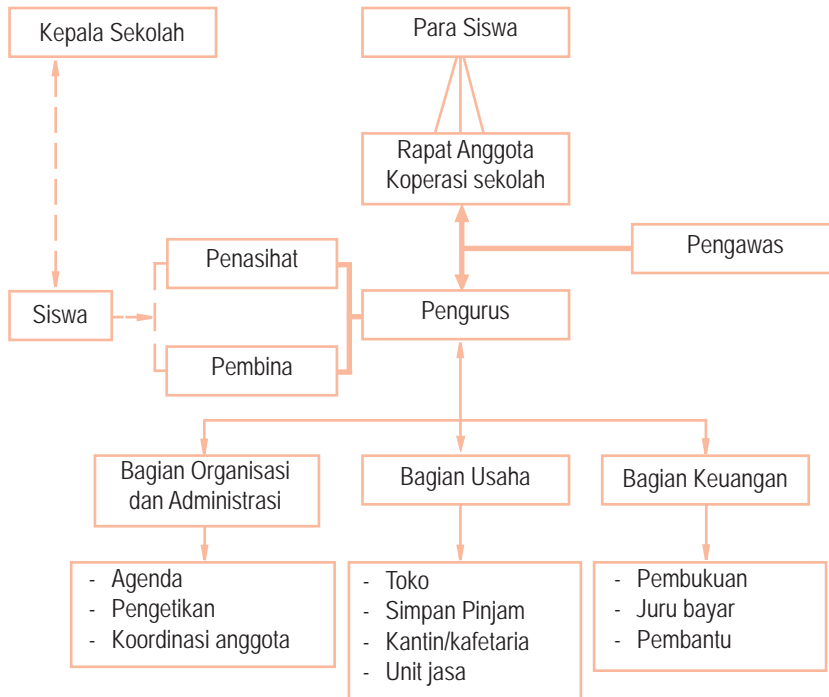 Kepala Sekolah
Para Siswa
Rapat Anggota
Koperasi sekolah
Pengawas
Penasihat
Siswa
Pengurus
Pembina
Bagian Organisasi
dan Administrasi
Bagian Usaha
Bagian Keuangan
- Agenda
- Pengetikan
- Koordinasi anggota
- Toko
- Simpan Pinjam
- Kantin/kafetaria
- Unit jasa
- Pembukuan
- Juru bayar
- Pembantu